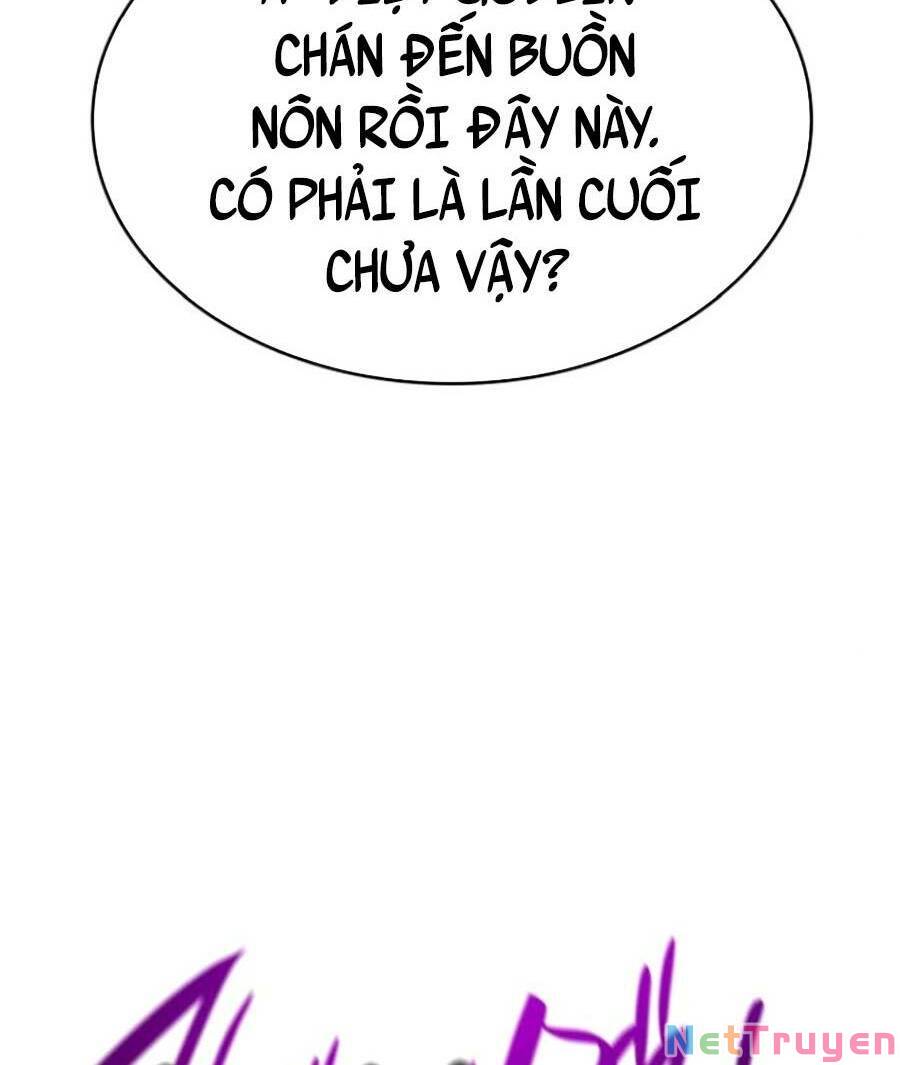 CHÁN ĐẾN BUỒN
NÔN RỒI ĐÂY NÀY.
CÓ PHẢI LÀ LẦN CUỐI
CHƯA VẬY?
NetTruyen